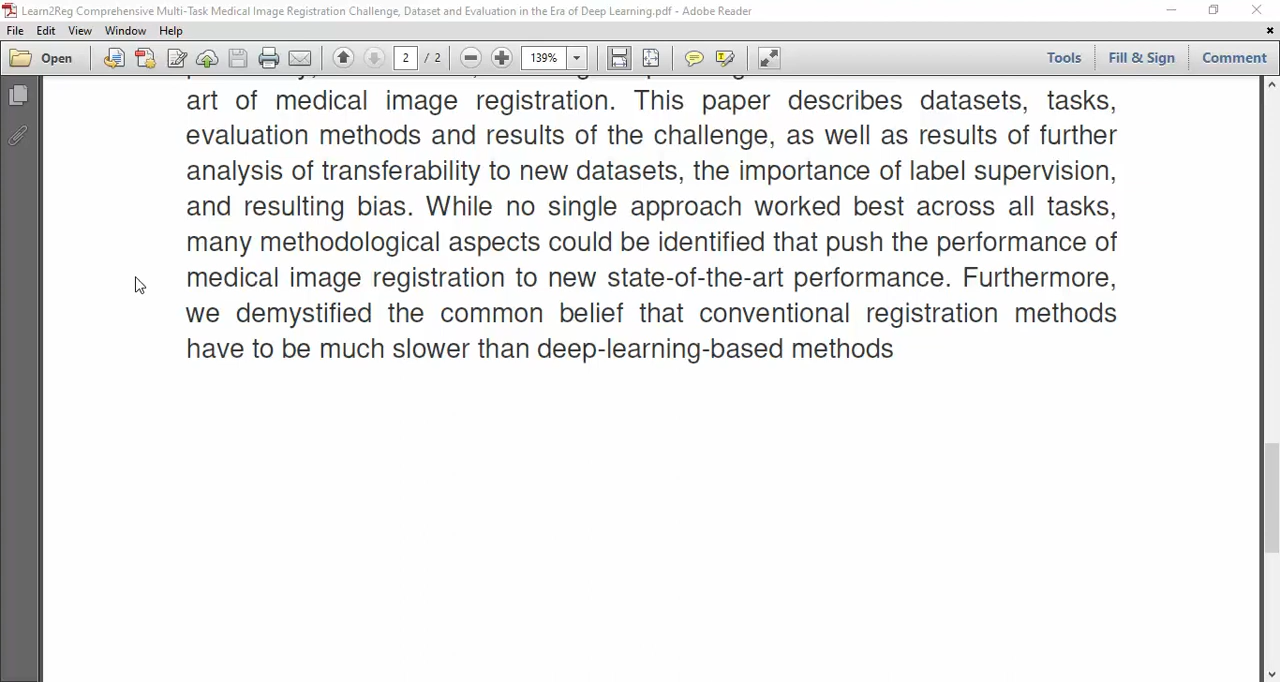 Learn2Reg Comprehensive Multi-Task Medical Image Registration Challenge, Dataset and Evaluation in the Era of Deep Learning.pdf - Adobe Reader
File Edit View Window Help
Open 2 / 2 139% Tools Fill & Sign Comment
art of medical image registration. This paper describes datasets, tasks,
evaluation methods and results of the challenge, as well as results of further
analysis of transferability to new datasets, the importance of label supervision,
and resulting bias. While no single approach worked best across all tasks,
many methodological aspects could be identified that push the performance of
medical image registration to new state-of-the-art performance. Furthermore,
we demystified the common belief that conventional registration methods
have to be much slower than deep-learning-based methods